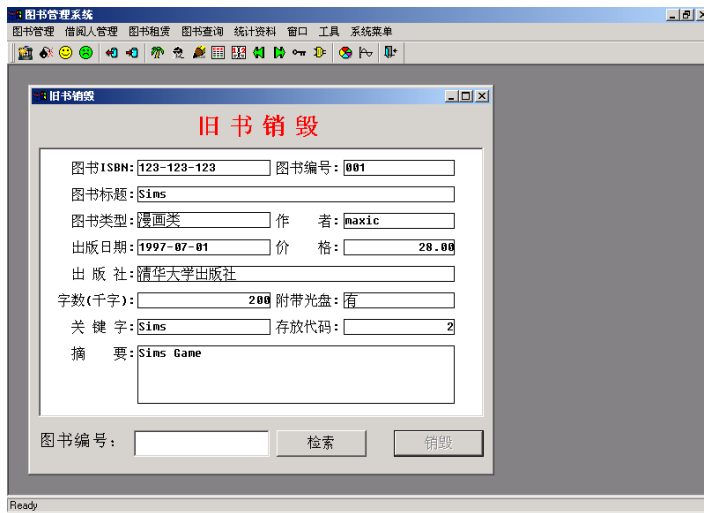 图书管理系统
图书管理 借阅人管理 图书租赁 图书查询 统计资料 窗口 工具 系统菜单
旧书销毁
旧书销毁
图书ISBN: 123-123-123 图书编号: 001
图书标题: Sims
图书类型: 漫画类 作 者: maxic
出版日期: 1997-07-01 价 格: 28.00
出 版 社: 清华大学出版社
字数(千字): 200 附带光盘: 有
关 键 字: Sims 存放代码: 2
摘 要: Sims Game
图书编号: 检索 销毁
Ready